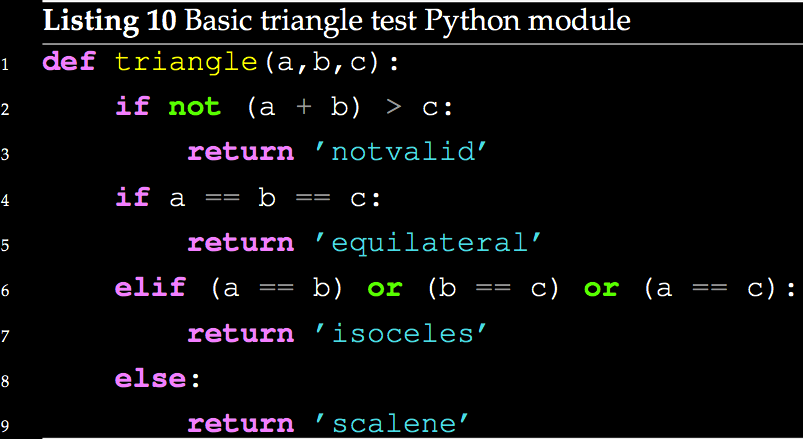 Listing 10 Basic triangle test Python module
1 def triangle(a,b,c):
2     if not (a + b) > c:
3         return ’notvalid’
4     if a == b == c:
5         return ’equilateral’
6     elif (a == b) or (b == c) or (a == c):
7         return ’isoceles’
8     else:
9         return ’scalene’